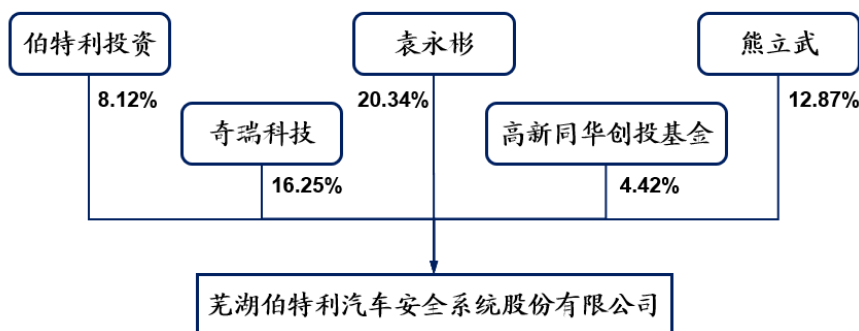 伯特利投资
袁永彬
熊立武
8.12%
20.34%
12.87%
奇瑞科技
高新同华创投基金
16.25%
4.42%
芜湖伯特利汽车安全系统股份有限公司